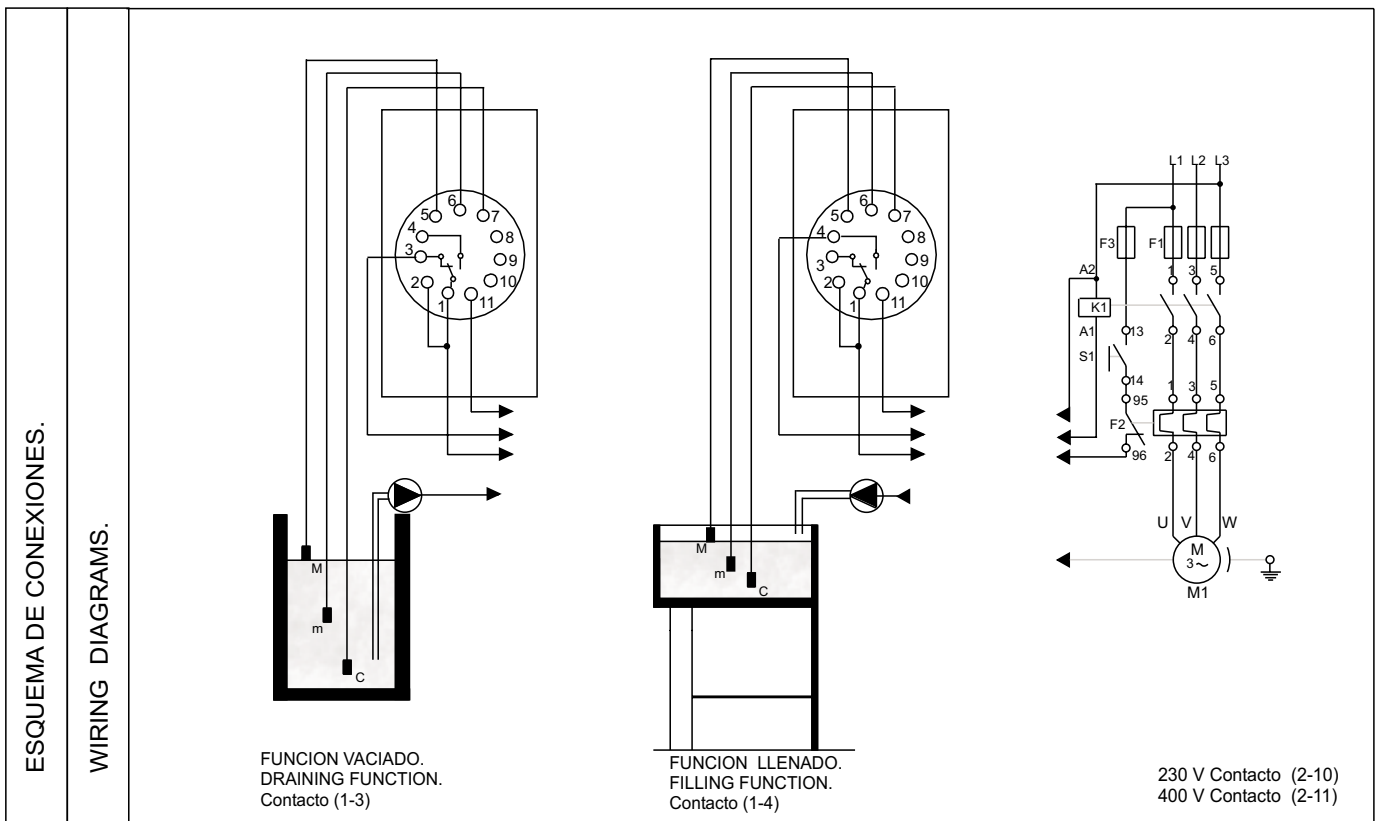 ESQUEMA DE CONEXIONES.
WIRING DIAGRAMS.
5
6
7
4
8
3
9
2
10
1
11
M
m
C
FUNCION VACIADO.
DRAINING FUNCTION.
Contacto (1-3)
5
6
7
4
8
3
9
2
10
1
11
M
m
C
FUNCION LLENADO.
FILLING FUNCTION.
Contacto (1-4)
L1 L2 L3
F3 F1
A2 1 3 5
K1
A1 13 2 4 6
S1
14 1 3 5
95
F2
96 2 4 6
U V W
M
3~
M1
230 V Contacto (2-10)
400 V Contacto (2-11)